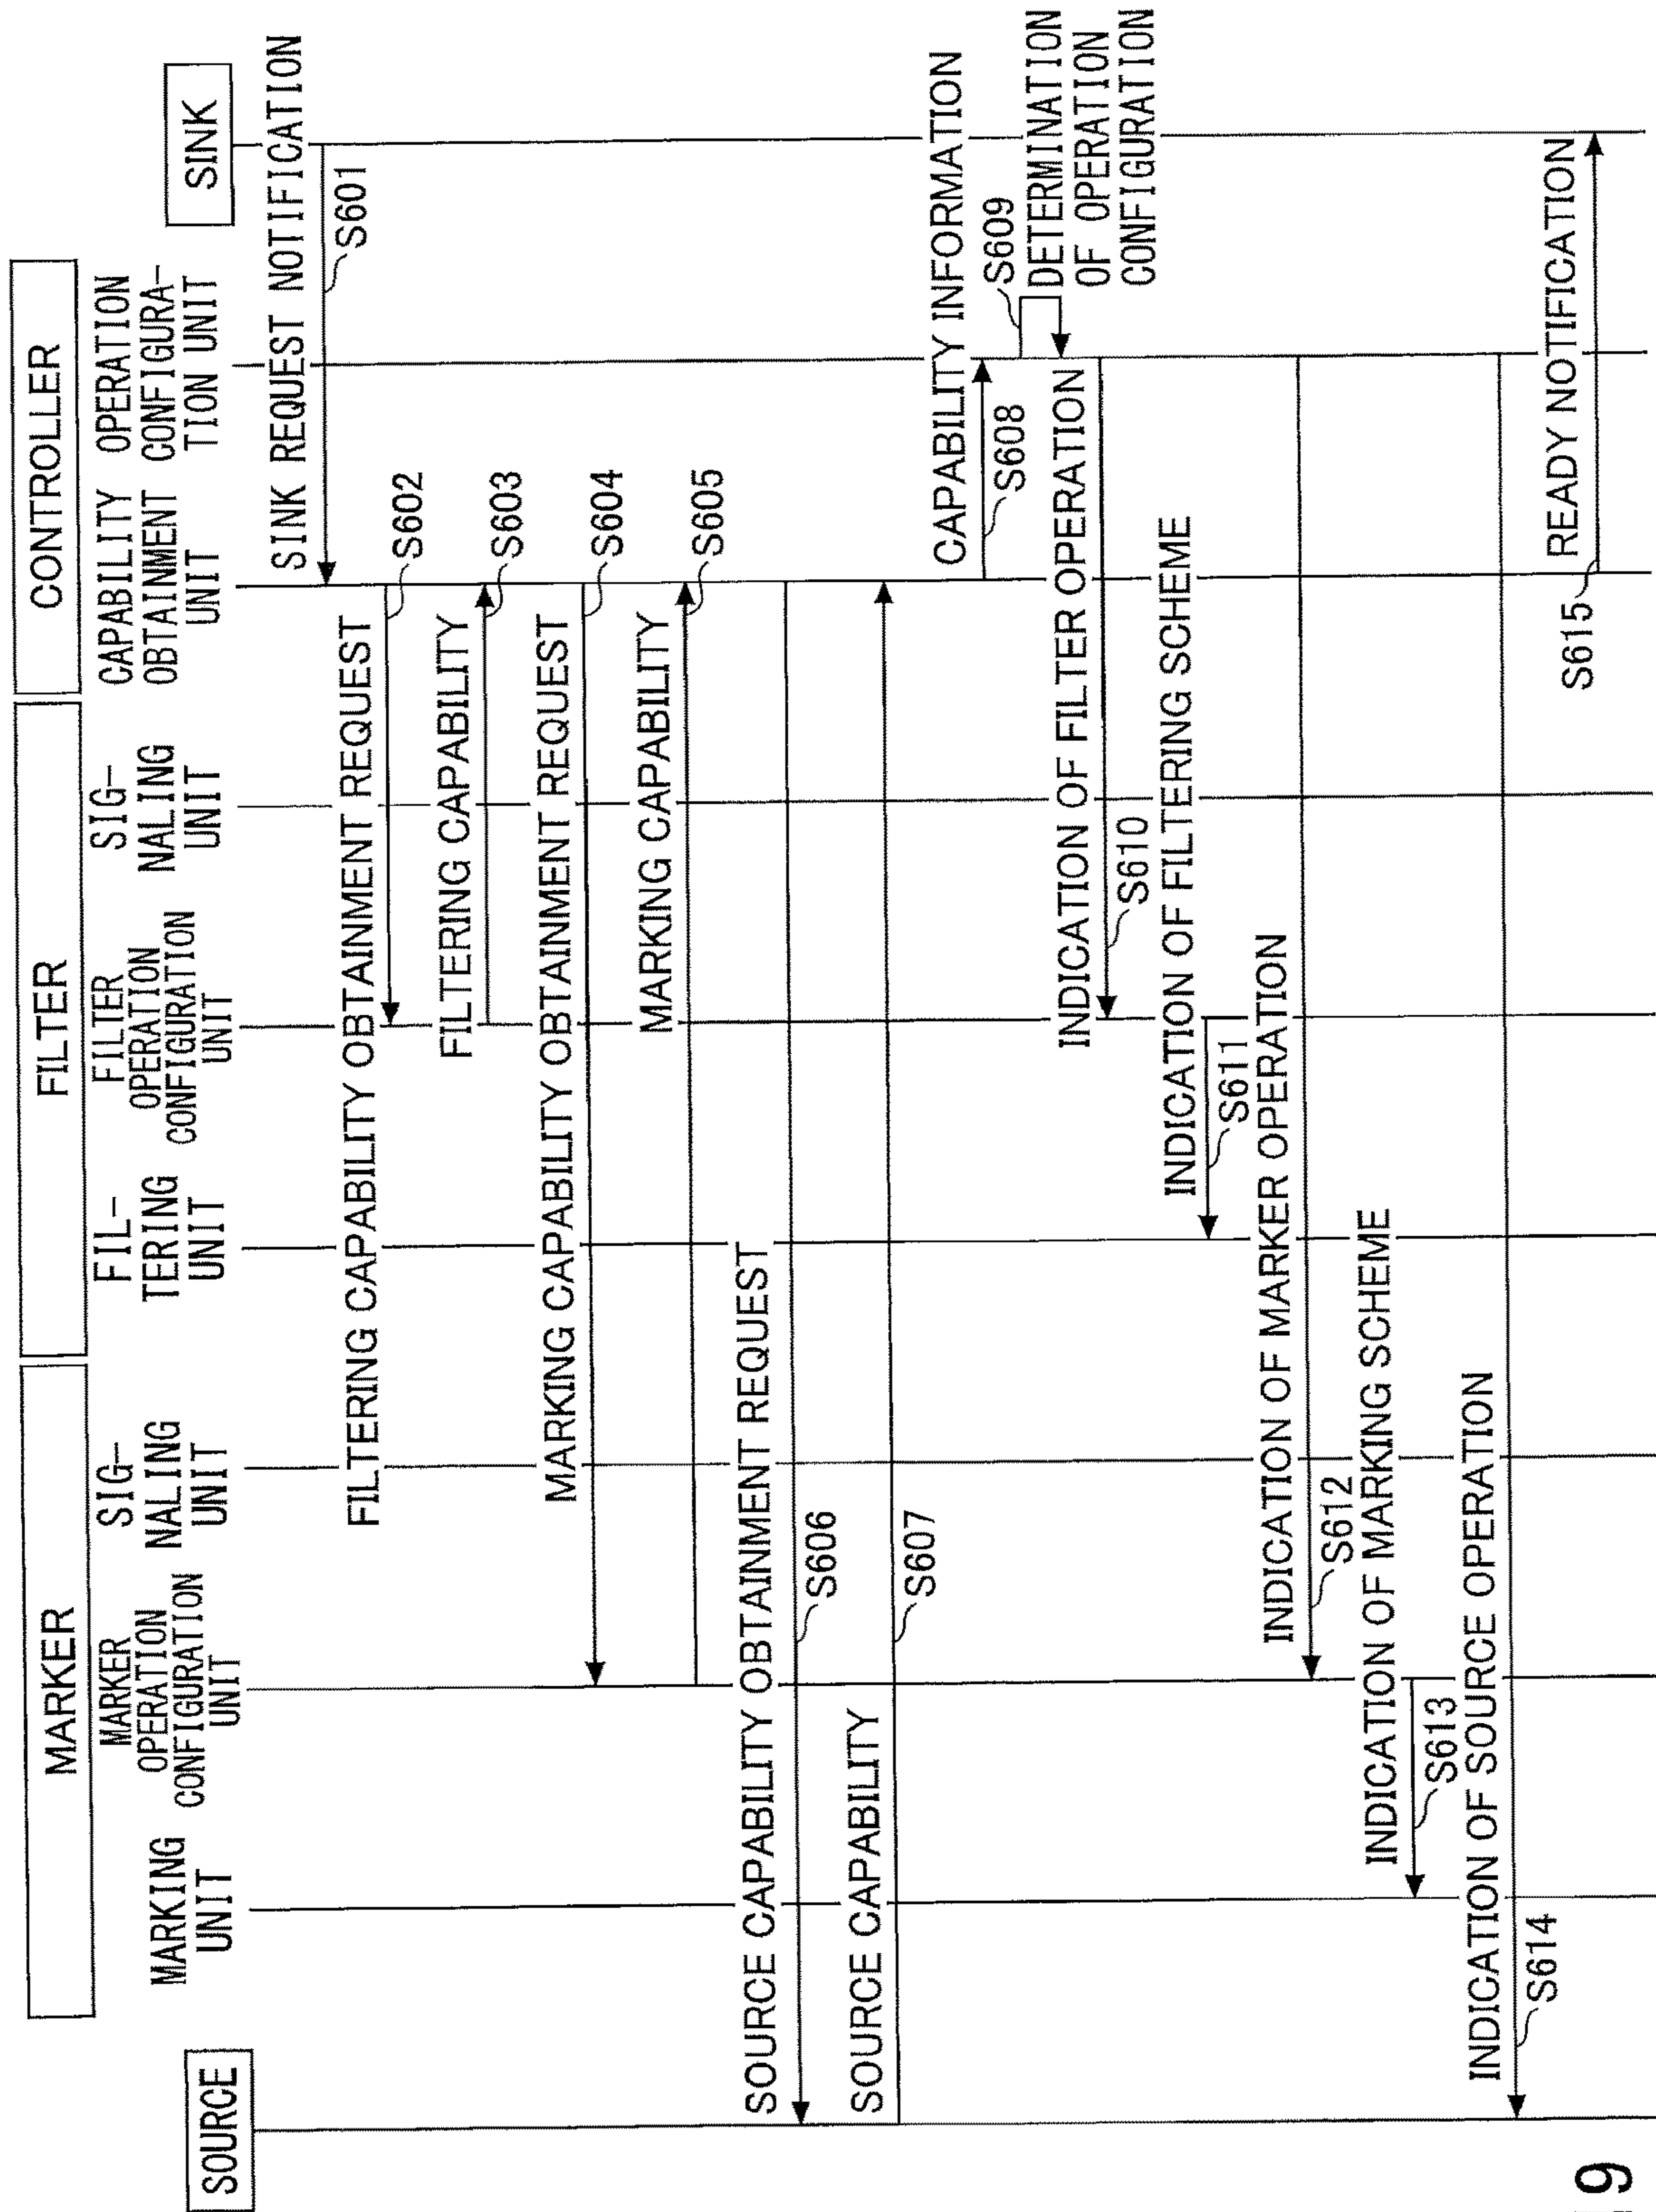 SOURCE
MARKER
MARKING
UNIT
MARKER
OPERATION
CONFIGURATION
UNIT
SIG-
NALING
UNIT
FILTER
FIL-
TERING
UNIT
FILTER
OPERATION
CONFIGURATION
UNIT
SIG-
NALING
UNIT
CONTROLLER
CAPABILITY
OBTAINMENT
UNIT
OPERATION
CONFIGURA-
TION UNIT
SINK
SINK REQUEST NOTIFICATION
S601
FILTERING CAPABILITY OBTAINMENT REQUEST
S602
FILTERING CAPABILITY
S603
MARKING CAPABILITY OBTAINMENT REQUEST
S604
MARKING CAPABILITY
S605
SOURCE CAPABILITY OBTAINMENT REQUEST
S606
SOURCE CAPABILITY
S607
CAPABILITY INFORMATION
S608
S609
DETERMINATION
OF OPERATION
CONFIGURATION
INDICATION OF FILTER OPERATION
S610
INDICATION OF FILTERING SCHEME
S611
INDICATION OF MARKER OPERATION
S612
INDICATION OF MARKING SCHEME
S613
INDICATION OF SOURCE OPERATION
S614
READY NOTIFICATION
S615
9